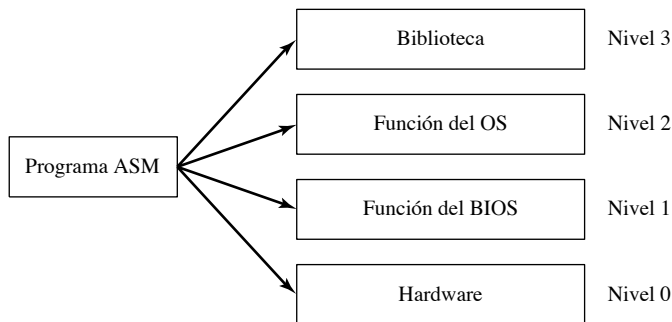 Biblioteca Nivel 3
Función del OS Nivel 2
Programa ASM
Función del BIOS Nivel 1
Hardware Nivel 0